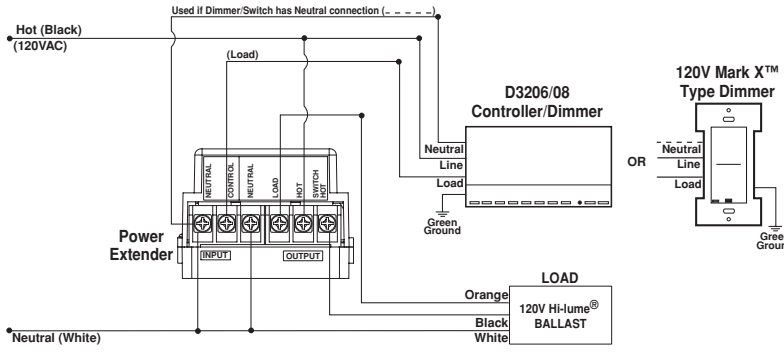 Used if Dimmer/Switch has Neutral connection (- - - - -)
Hot (Black)
(120VAC)
(Load)
D3206/08
Controller/Dimmer
120V Mark X™
Type Dimmer
Neutral
Line
Load
Green
Ground
OR
Neutral
Line
Load
Green
Ground
NEUTRAL
CONTROL
NEUTRAL
LOAD
HOT
SWITCH
HOT
Power
Extender
INPUT
OUTPUT
LOAD
Orange
Black
White
120V Hi-lume®
BALLAST
Neutral (White)